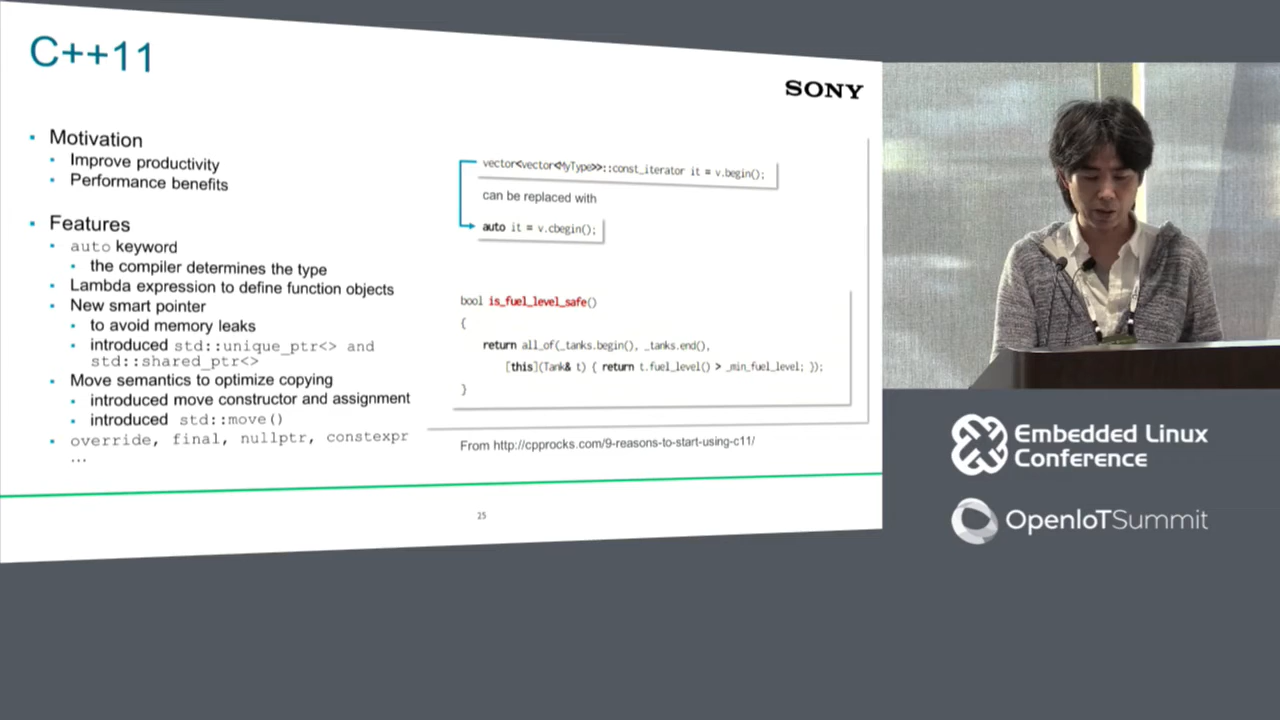 C++11
SONY
Motivation
Improve productivity
Performance benefits
Features
auto keyword
the compiler determines the type
Lambda expression to define function objects
New smart pointer
to avoid memory leaks
introduced std::unique_ptr<> and
std::shared_ptr<>
Move semantics to optimize copying
introduced move constructor and assignment
introduced std::move()
override, final, nullptr, constexpr
...
vector<vector<MyType>>::const_iterator it = v.begin();
can be replaced with
auto it = v.cbegin();
bool is_fuel_level_safe()
{
return all_of(_tanks.begin(), _tanks.end(),
[this](Tank& t) { return t.fuel_level() > _min_fuel_level; });
}
From http://cpprocks.com/9-reasons-to-start-using-c11/
25
Embedded Linux
Conference
OpenIoTSummit